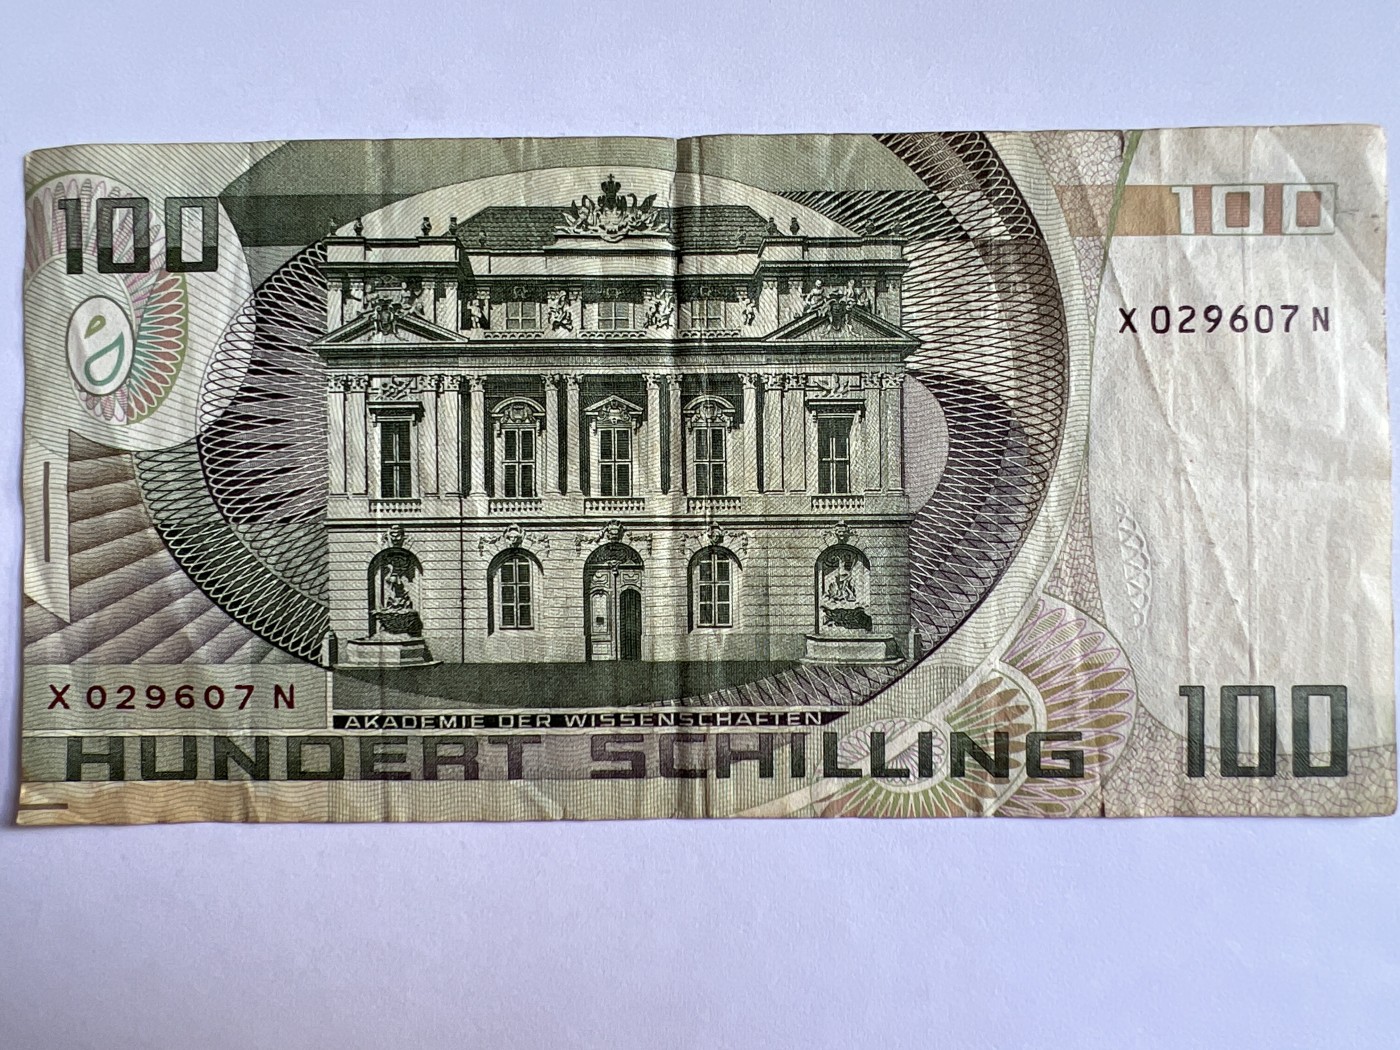 100
100
X 029607 N
X 029607 N
AKADEMIE DER WISSENSCHAFTEN
HUNDERT SCHILLING
100